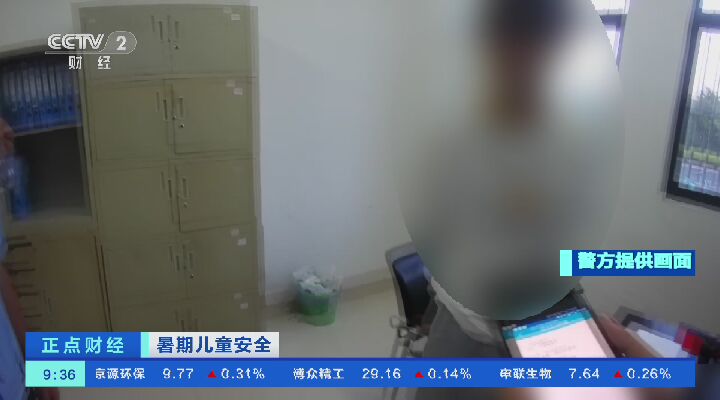 CCTV 2
财经
警方提供画面
正点财经 暑期儿童安全
9:36 京源环保 9.77 ▲0.31% 博众精工 29.16 ▲0.14% 串联生物 7.64 ▲0.26%